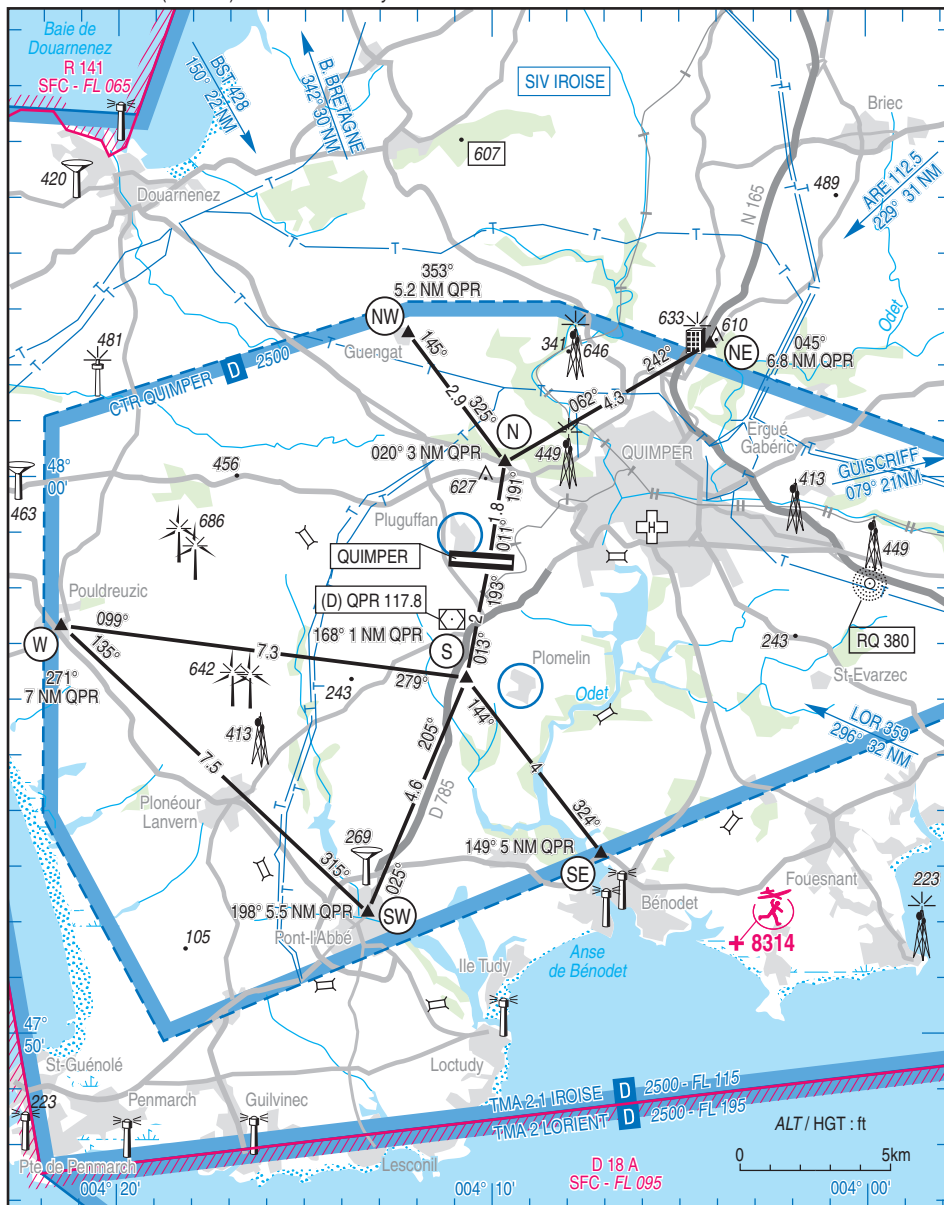 Baie de
Douarnenez
R 141
SFC - FL 065
BST 428
150° 22 NM
B. BRETAGNE
342° 30 NM
SIV IROISE
Briec
607
420
Douarnenez
N 165
489
ARE 112.5
229° 31 NM
353°
5.2 NM QPR
NW
Guengat
145°
2.9
325°
633
610
341
646
NE
045°
6.8 NM QPR
242°
062°
4.3
Odet
481
CTR QUIMPER D 2500
N
020° 3 NM QPR
449
QUIMPER
Ergué
Gabéric
GUISCRIFF
079° 21NM
48°
00'
456
627
191°
1.8
011°
413
463
686
Pluguffan
449
H
QUIMPER
193°
2
013°
Pouldreuzic
(D) QPR 117.8
168° 1 NM QPR
S
RQ 380
099°
W
135°
271°
7 NM QPR
7.3
279°
642
243
243
Plomelin
St-Evarzec
Odet
413
205°
144°
LOR 359
296° 32 NM
7.5
4.6
4
D 785
Plonéour
Lanvern
324°
269
149° 5 NM QPR
SE
315°
025°
198° 5.5 NM QPR
SW
Bénodet
Fouesnant
223
+ 8314
105
Pont-l'Abbé
Ile Tudy
Anse
de Bénodet
47°
50'
St-Guénolé
Loctudy
223
Penmarch
Guilvinec
TMA 2.1 IROISE D 2500 - FL 115
TMA 2 LORIENT D 2500 - FL 195
ALT / HGT : ft
Pte de Penmarch
Lesconil
D 18 A
SFC - FL 095
0 5km
004° 20'
004° 10'
004° 00'